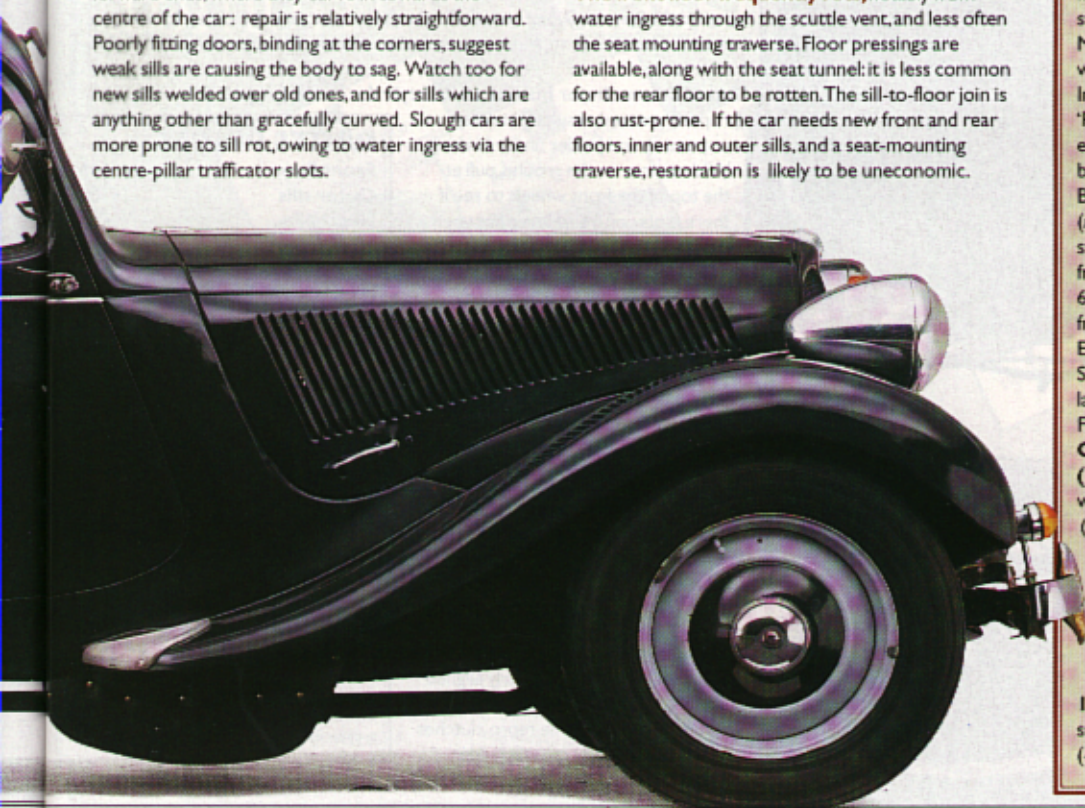 centre of the car: repair is relatively straightforward.
Poorly fitting doors, binding at the corners, suggest
weak sills are causing the body to sag. Watch too for
new sills welded over old ones, and for sills which are
anything other than gracefully curved. Slough cars are
more prone to sill rot, owing to water ingress via the
centre-pillar trafficator slots.
water ingress through the scuttle vent, and less often
the seat mounting traverse. Floor pressings are
available, along with the seat tunnel: it is less common
for the rear floor to be rotten. The sill-to-floor join is
also rust-prone. If the car needs new front and rear
floors, inner and outer sills, and a seat-mounting
traverse, restoration is likely to be uneconomic.